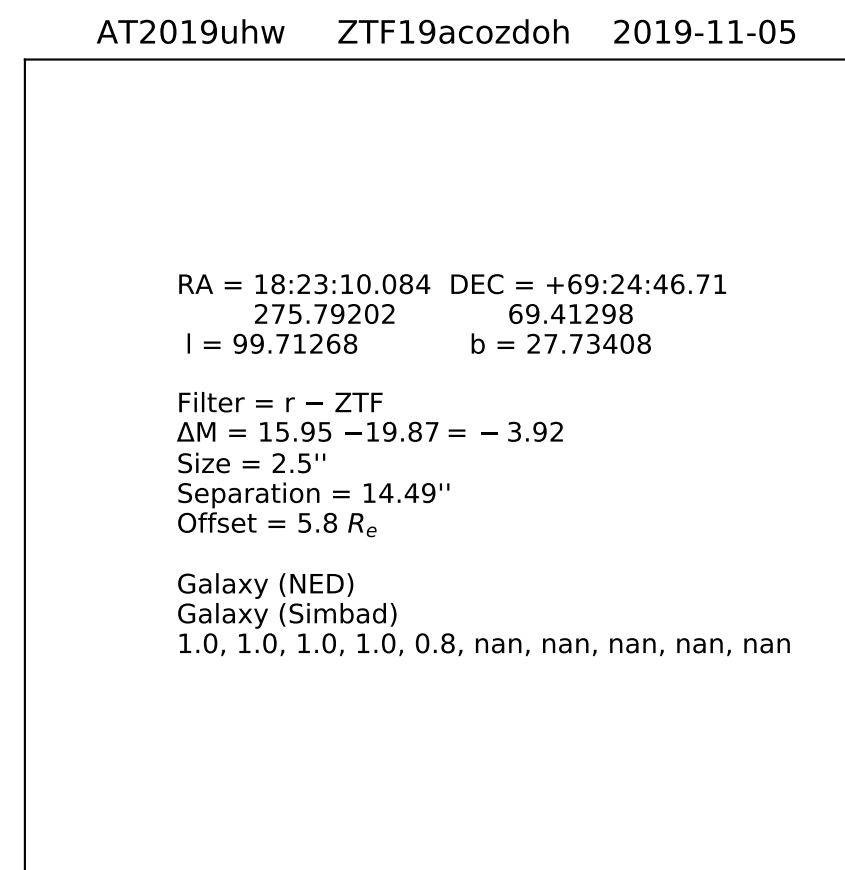 AT2019uhw ZTF19acozdoh 2019-11-05
RA = 18:23:10.084 DEC = +69:24:46.71
275.79202 69.41298
l = 99.71268 b = 27.73408
Filter = r − ZTF
ΔM = 15.95 −19.87 = − 3.92
Size = 2.5''
Separation = 14.49''
Offset = 5.8 Rₑ
Galaxy (NED)
Galaxy (Simbad)
1.0, 1.0, 1.0, 1.0, 0.8, nan, nan, nan, nan, nan